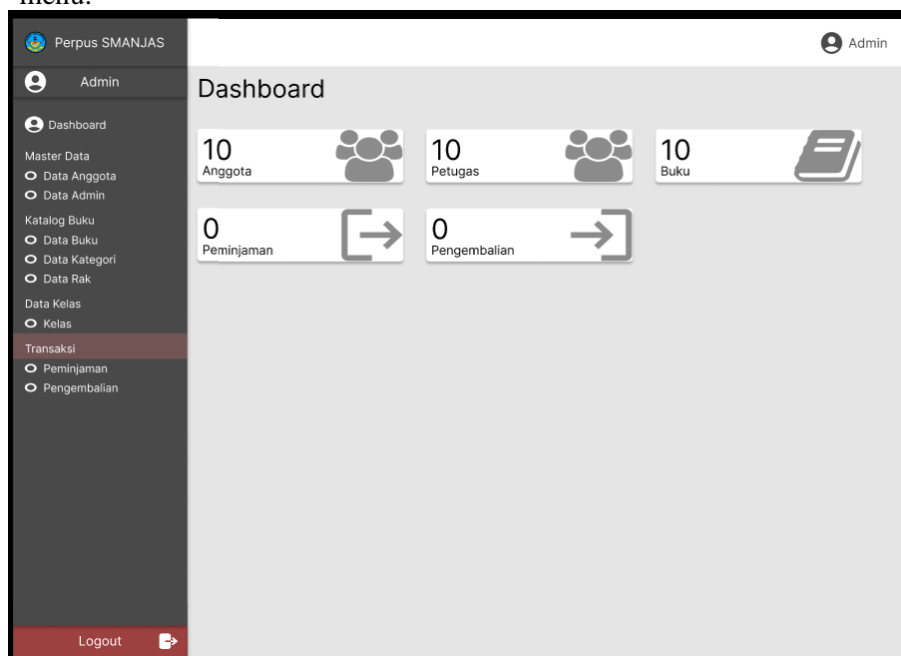 menu.
Perpus SMANJAS
Admin
Admin
Dashboard
Dashboard
Master Data
Data Anggota
Data Admin
Katalog Buku
Data Buku
Data Kategori
Data Rak
Data Kelas
Kelas
Transaksi
Peminjaman
Pengembalian
Logout
10
Anggota
10
Petugas
10
Buku
0
Peminjaman
0
Pengembalian